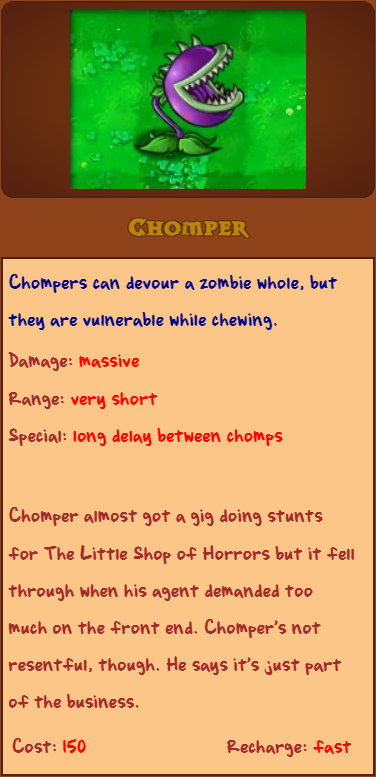 Chomper
Chompers can devour a zombie whole, but
they are vulnerable while chewing.
Damage: massive
Range: very short
Special: long delay between chomps
Chomper almost got a gig doing stunts
for The Little Shop of Horrors but it fell
through when his agent demanded too
much on the front end. Chomper's not
resentful, though. He says it's just part
of the business.
Cost: 150 Recharge: fast